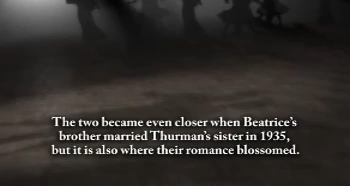 The two became even closer when Beatrice's
brother married Thurman's sister in 1935,
but it is also where their romance blossomed.